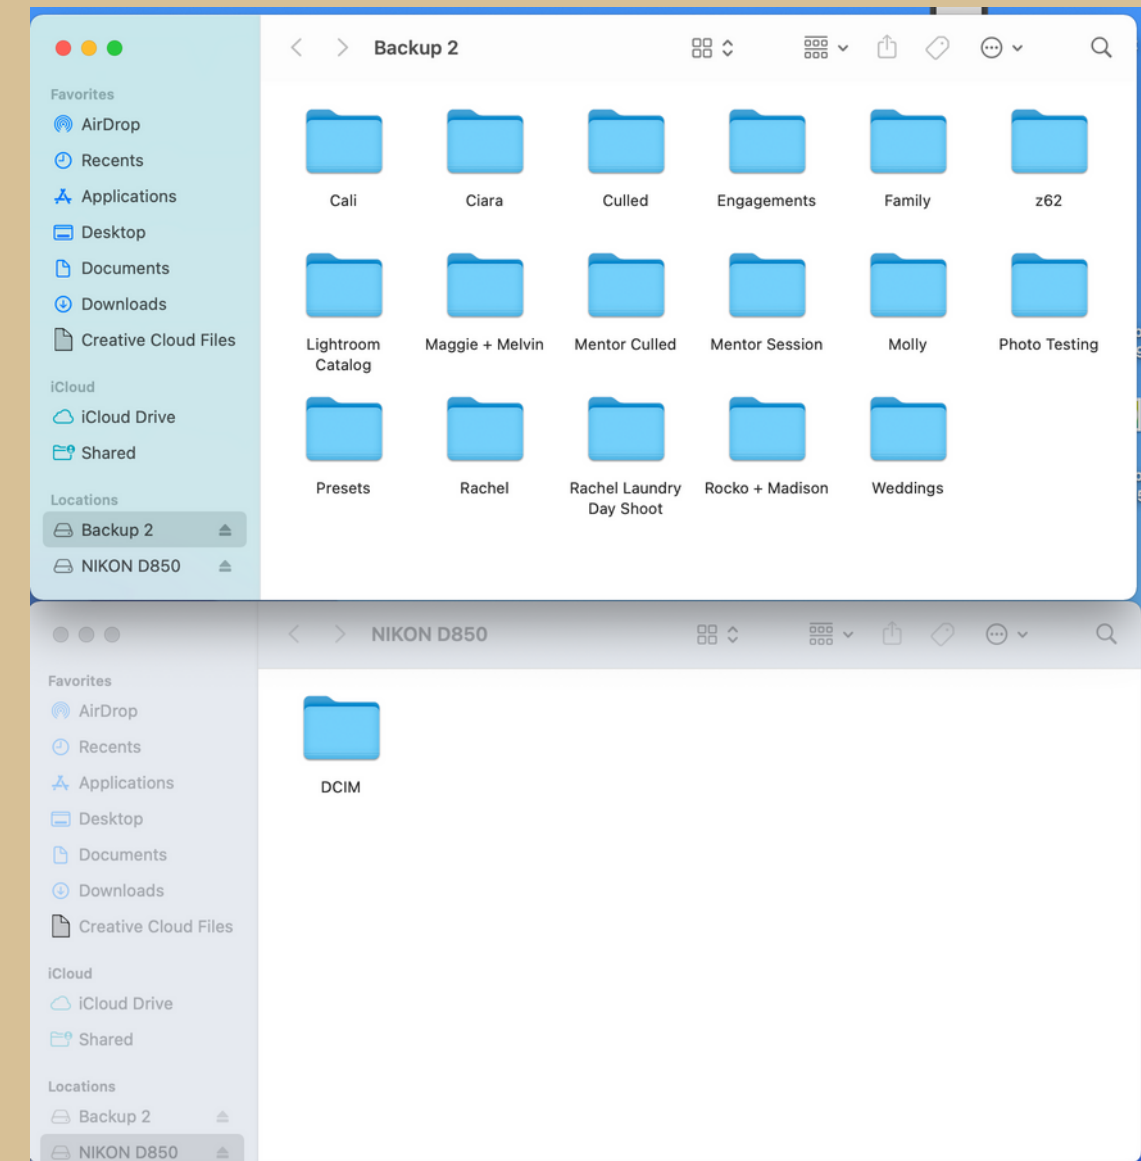 Backup 2
Favorites
AirDrop
Recents
Applications
Desktop
Documents
Downloads
Creative Cloud Files
iCloud
iCloud Drive
Shared
Locations
Backup 2
NIKON D850
Cali Ciara Culled Engagements Family z62
Lightroom Catalog Maggie + Melvin Mentor Culled Mentor Session Molly Photo Testing
Presets Rachel Rachel Laundry Day Shoot Rocko + Madison Weddings
NIKON D850
Favorites
AirDrop
Recents
Applications
Desktop
Documents
Downloads
Creative Cloud Files
iCloud
iCloud Drive
Shared
Locations
Backup 2
NIKON D850
DCIM